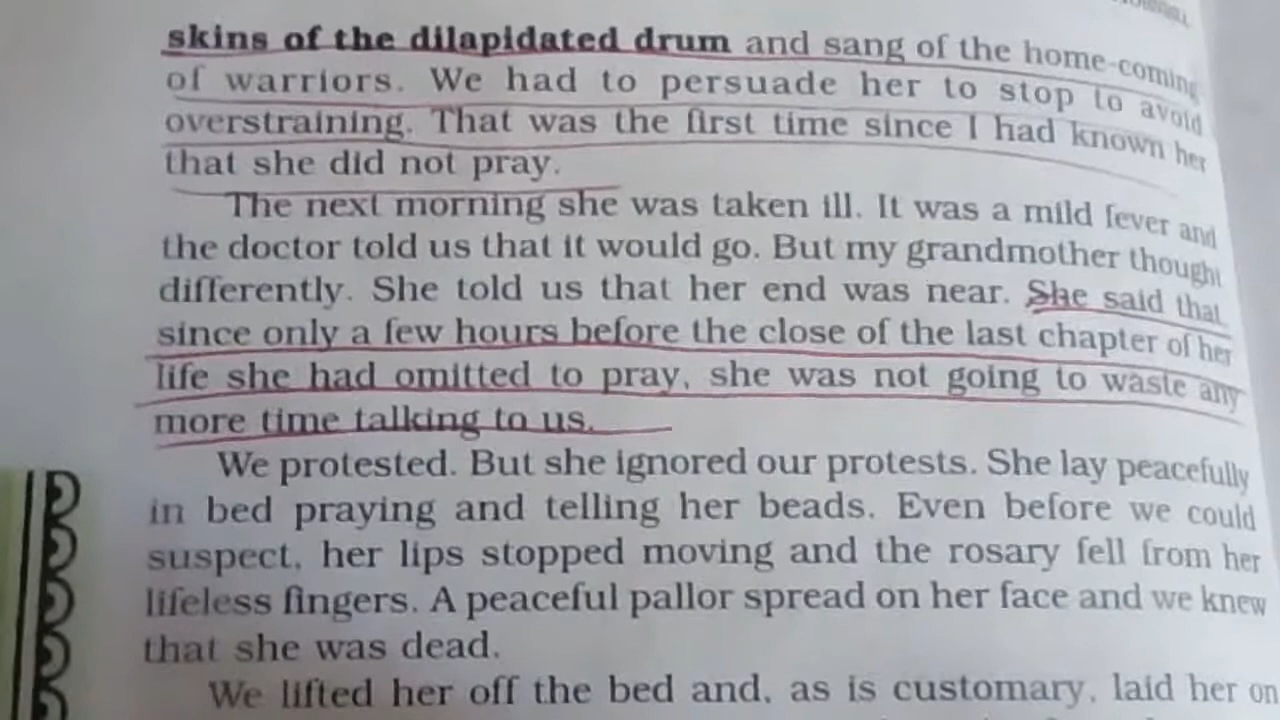 skins of the dilapidated drum and sang of the home-coming
of warriors. We had to persuade her to stop to avoid
overstraining. That was the first time since I had known her
that she did not pray.
The next morning she was taken ill. It was a mild fever and
the doctor told us that it would go. But my grandmother thought
differently. She told us that her end was near. She said that
since only a few hours before the close of the last chapter of her
life she had omitted to pray, she was not going to waste any
more time talking to us.
We protested. But she ignored our protests. She lay peacefully
in bed praying and telling her beads. Even before we could
suspect, her lips stopped moving and the rosary fell from her
lifeless fingers. A peaceful pallor spread on her face and we knew
that she was dead.
We lifted her off the bed and, as is customary, laid her on